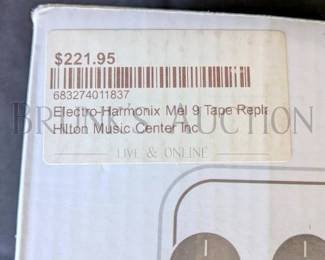 $221.95
683274011837
Electro-Harmonix Mel 9 Tape Repla
Hilton Music Center Inc
BRUNK AUCTION
LIVE & ONLINE